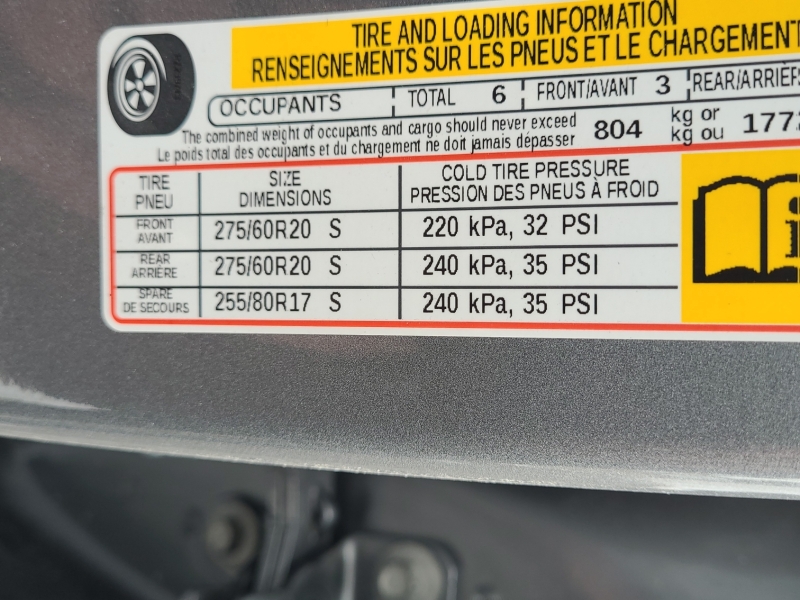 TIRE AND LOADING INFORMATION
RENSEIGNEMENTS SUR LES PNEUS ET LE CHARGEMENT
OCCUPANTS TOTAL 6 FRONT/AVANT 3 REAR/ARRIÈRE
The combined weight of occupants and cargo should never exceed
Le poids total des occupants et du chargement ne doit jamais dépasser
804 kg or
kg ou 177
TIRE
PNEU
SIZE
DIMENSIONS
COLD TIRE PRESSURE
PRESSION DES PNEUS À FROID
FRONT
AVANT
275/60R20 S
220 kPa, 32 PSI
REAR
ARRIÈRE
275/60R20 S
240 kPa, 35 PSI
SPARE
DE SECOURS
255/80R17 S
240 kPa, 35 PSI